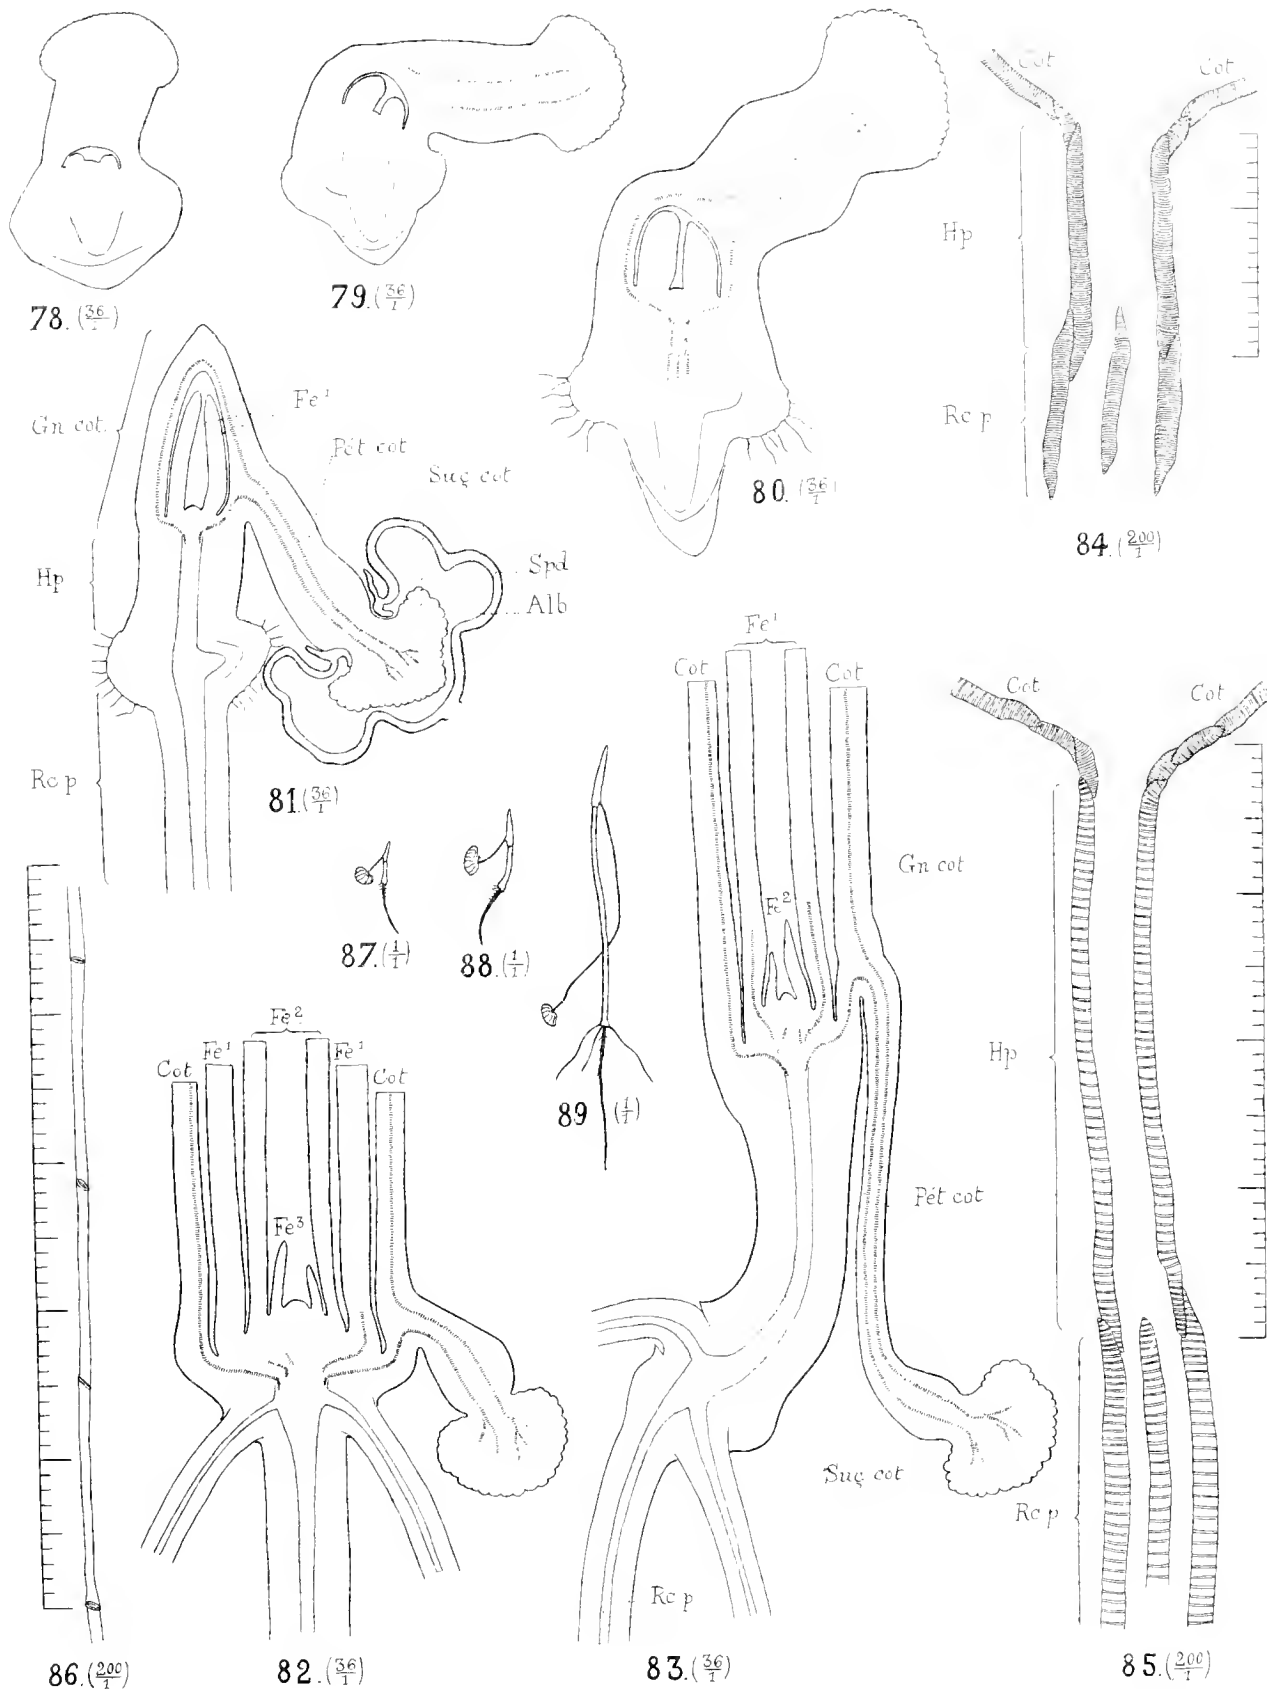 78. (36/1)
79. (36/1)
80. (36/1)
Cot
Cot
Hp
Rc p
84. (200/1)
Gn cot.
Fe¹
Pét cot
Suç cot
Hp
Spd
Alb
Rc p
81. (36/1)
87. (1/1)
88. (1/1)
89 (1/1)
Fe¹
Cot
Cot
Fe²
Gn cot
Pét cot
Suç cot
Rc p
83. (36/1)
Cot
Cot
Hp
Rc p
85. (200/1)
86. (200/1)
Fe²
Fe¹
Fe¹
Cot
Cot
Fe³
82. (36/1)